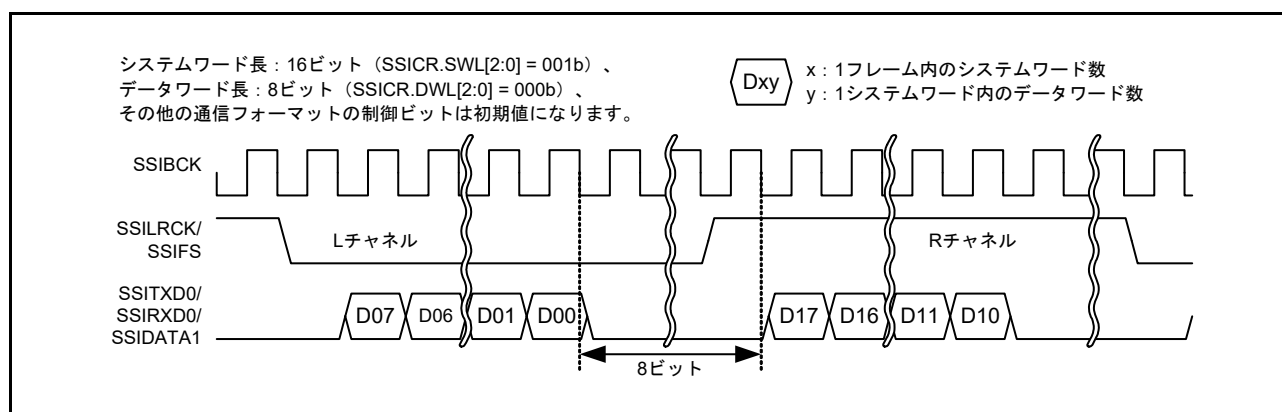 システムワード長：16ビット（SSICR.SWL[2:0] = 001b）、
データワード長：8ビット（SSICR.DWL[2:0] = 000b）、
その他の通信フォーマットの制御ビットは初期値になります。
Dxy
x：1フレーム内のシステムワード数
y：1システムワード内のデータワード数
SSIBCK
SSILRCK/
SSIFS
Lチャネル
Rチャネル
SSITXD0/
SSIRXD0/
SSIDATA1
D07 D06 D01 D00 D17 D16 D11 D10
8ビット